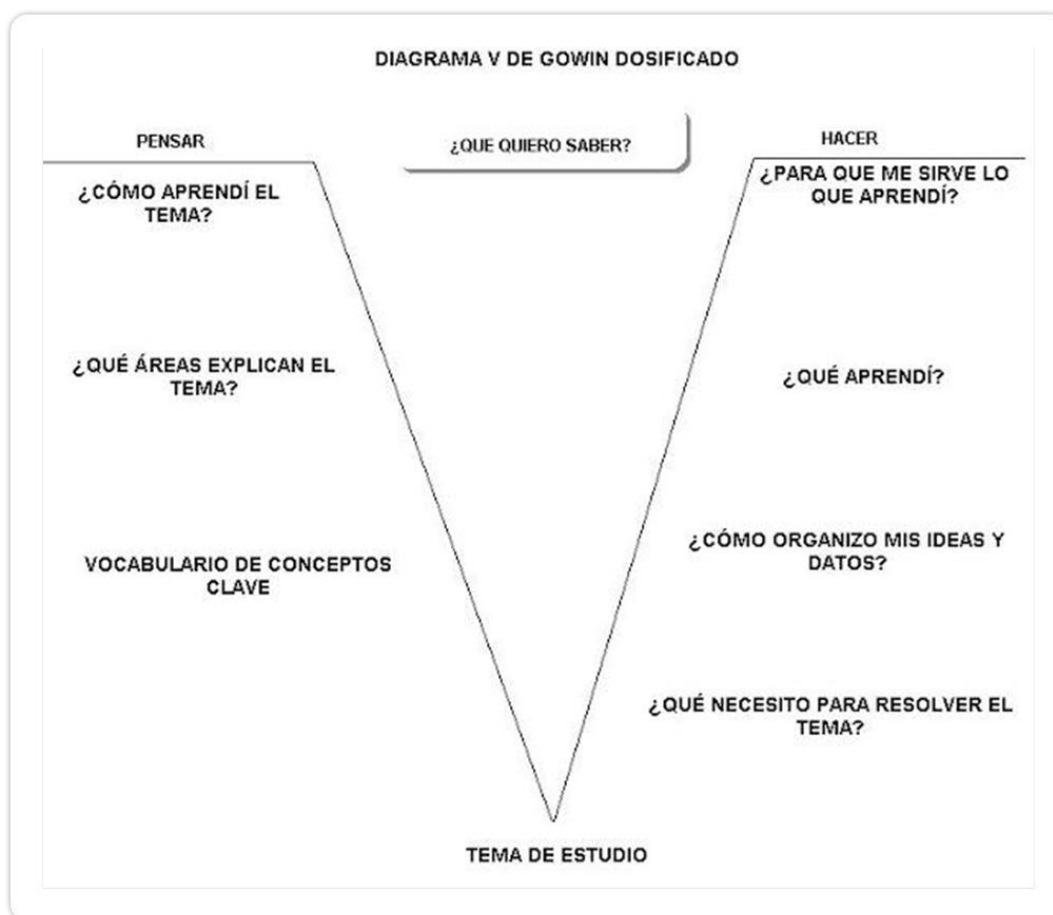 DIAGRAMA V DE GOWIN DOSIFICADO
PENSAR
¿QUE QUIERO SABER?
HACER
¿CÓMO APRENDÍ EL
TEMA?
¿PARA QUE ME SIRVE LO
QUE APRENDÍ?
¿QUÉ ÁREAS EXPLICAN EL
TEMA?
¿QUÉ APRENDÍ?
VOCABULARIO DE CONCEPTOS
CLAVE
¿CÓMO ORGANIZO MIS IDEAS Y
DATOS?
¿QUÉ NECESITO PARA RESOLVER EL
TEMA?
TEMA DE ESTUDIO